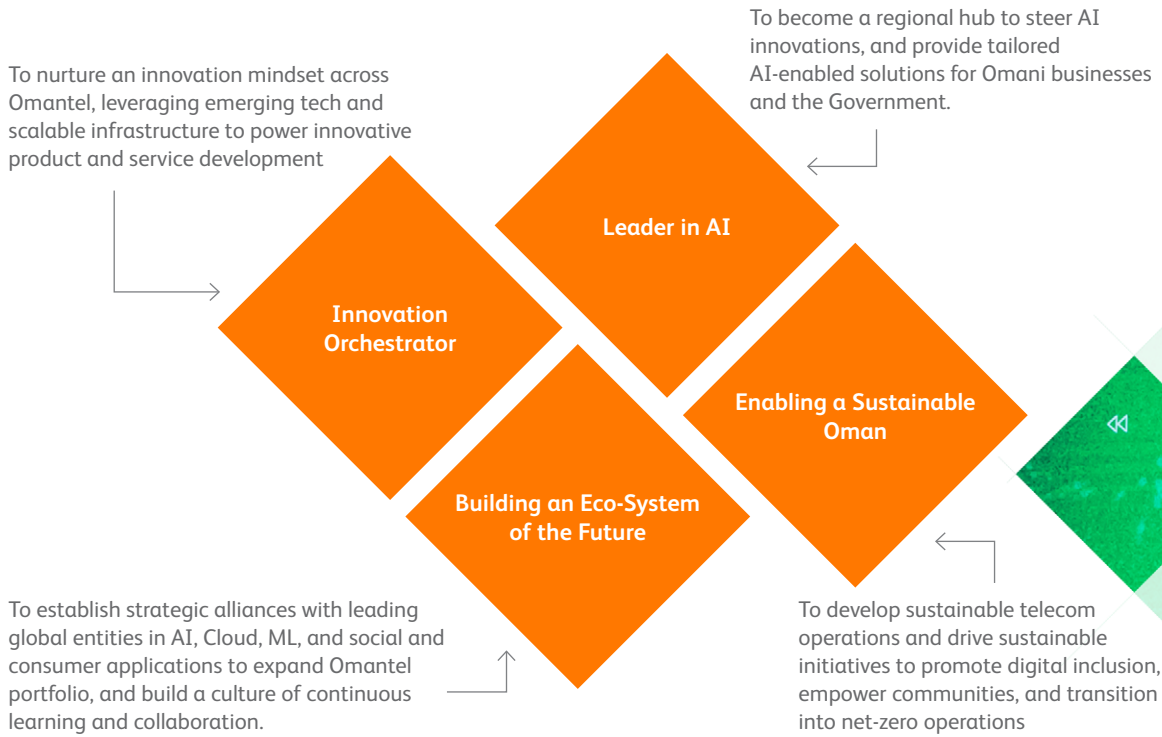 To become a regional hub to steer AI
innovations, and provide tailored
AI-enabled solutions for Omani businesses
and the Government.
To nurture an innovation mindset across
Omantel, leveraging emerging tech and
scalable infrastructure to power innovative
product and service development
Leader in AI
Innovation
Orchestrator
Enabling a Sustainable
Oman
Building an Eco-System
of the Future
To establish strategic alliances with leading
global entities in AI, Cloud, ML, and social and
consumer applications to expand Omantel
portfolio, and build a culture of continuous
learning and collaboration.
To develop sustainable telecom
operations and drive sustainable
initiatives to promote digital inclusion,
empower communities, and transition
into net-zero operations